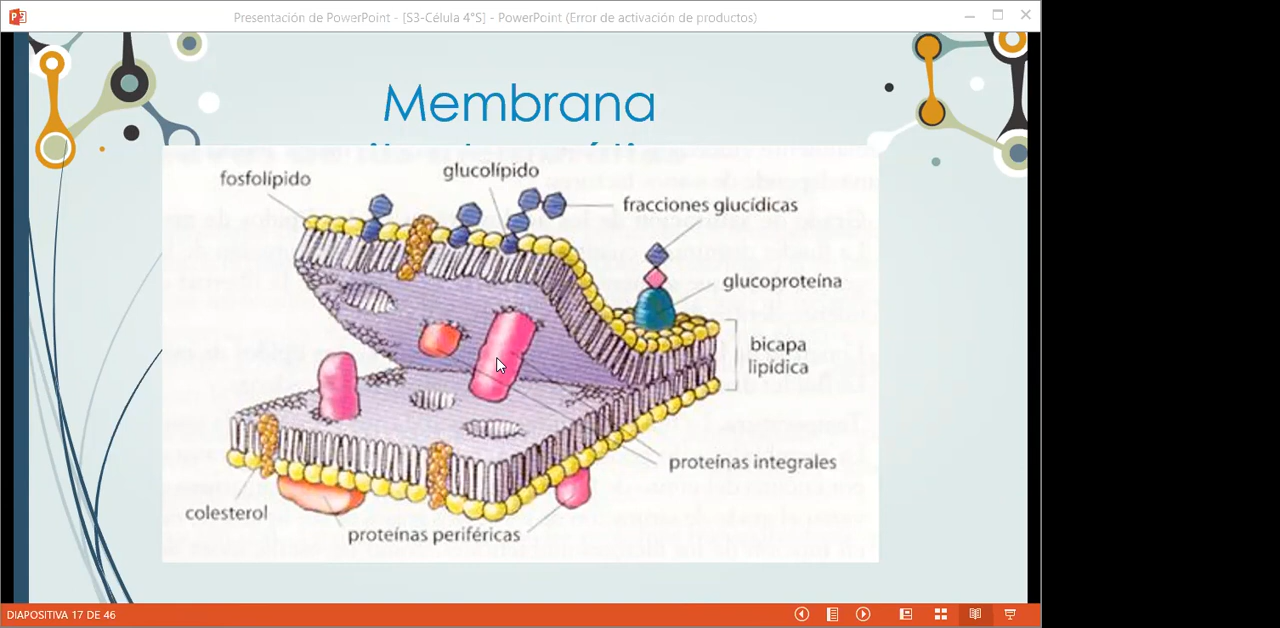 Presentación de PowerPoint - [S3-Célula 4°S] - PowerPoint (Error de activación de productos)
Membrana
fosfolípido
glucolípido
fracciones glucídicas
glucoproteína
bicapa
lipídica
proteínas integrales
colesterol
proteínas periféricas
DIAPOSITIVA 17 DE 46